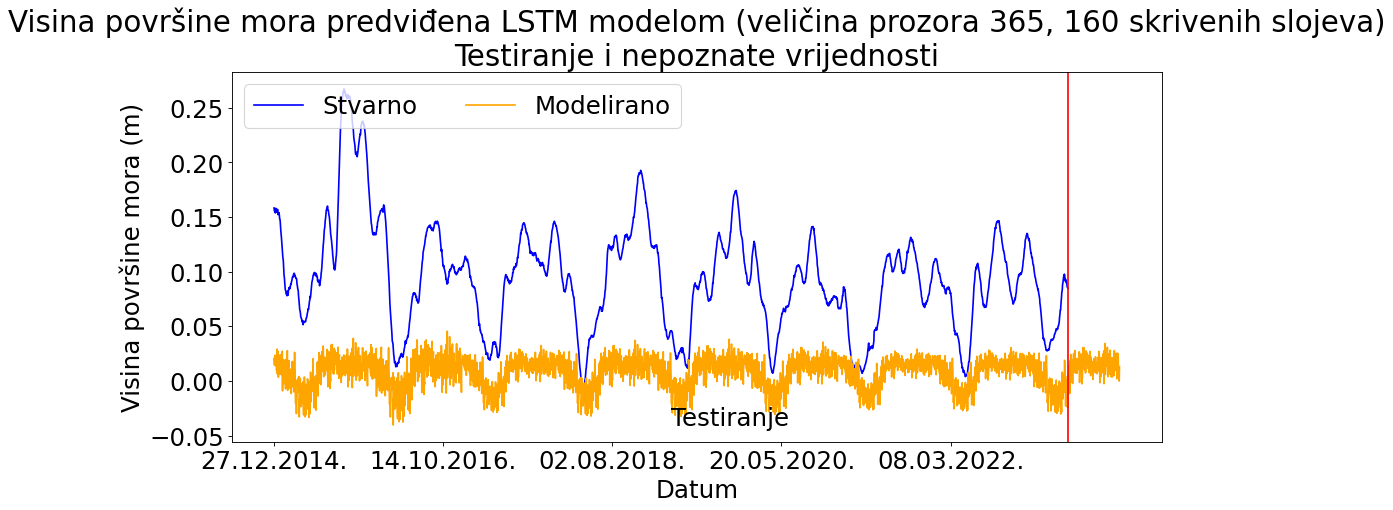 Visina površine mora predviđena LSTM modelom (veličina prozora 365, 160 skrivenih slojeva)
Testiranje i nepoznate vrijednosti
Stvarno Modelirano
Visina površine mora (m)
0.25
0.20
0.15
0.10
0.05
0.00
−0.05
Testiranje
27.12.2014. 14.10.2016. 02.08.2018. 20.05.2020. 08.03.2022.
Datum